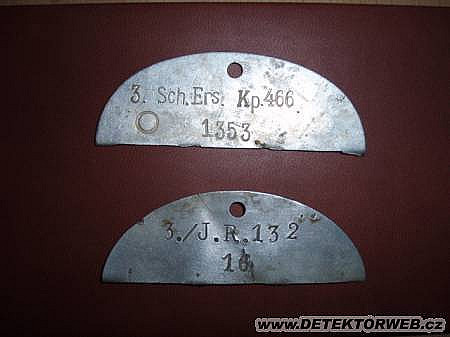 3. Sch.Ers. Kp.466
1353
3./J.R.132
16
www.DETEKTORWEB.cz